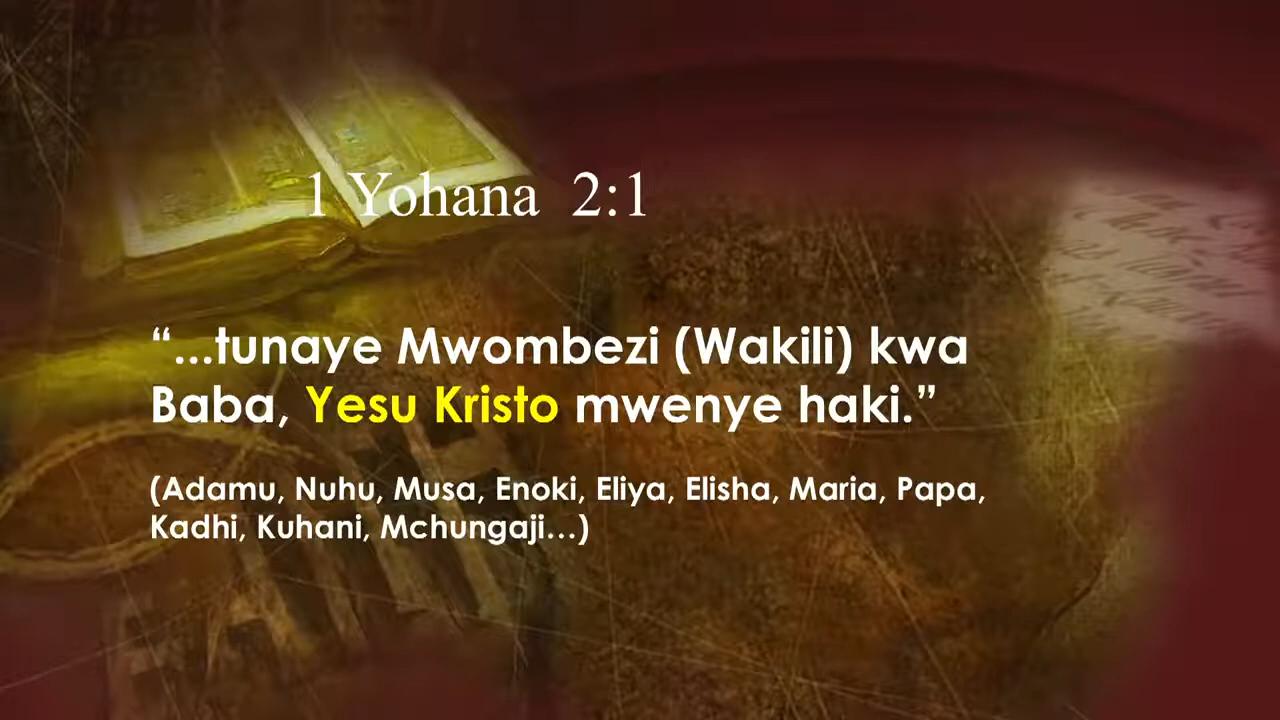 1 Yohana 2:1
“...tunaye Mwombezi (Wakili) kwa
Baba, Yesu Kristo mwenye haki.”
(Adamu, Nuhu, Musa, Enoki, Eliya, Elisha, Maria, Papa,
Kadhi, Kuhani, Mchungaji…)